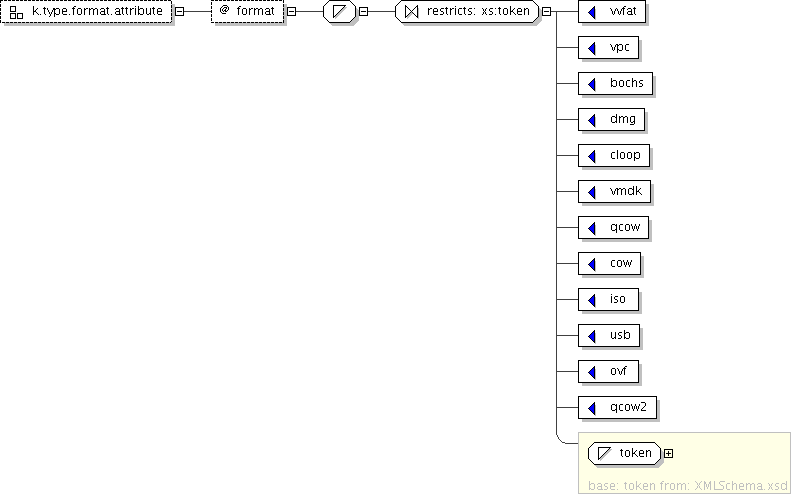 k.type.format.attribute @ format restricts: xs:token vvfat
vpc
bochs
dmg
cloop
vmdk
qcow
cow
iso
usb
ovf
qcow2
token
base: token from: XMLSchema.xsd